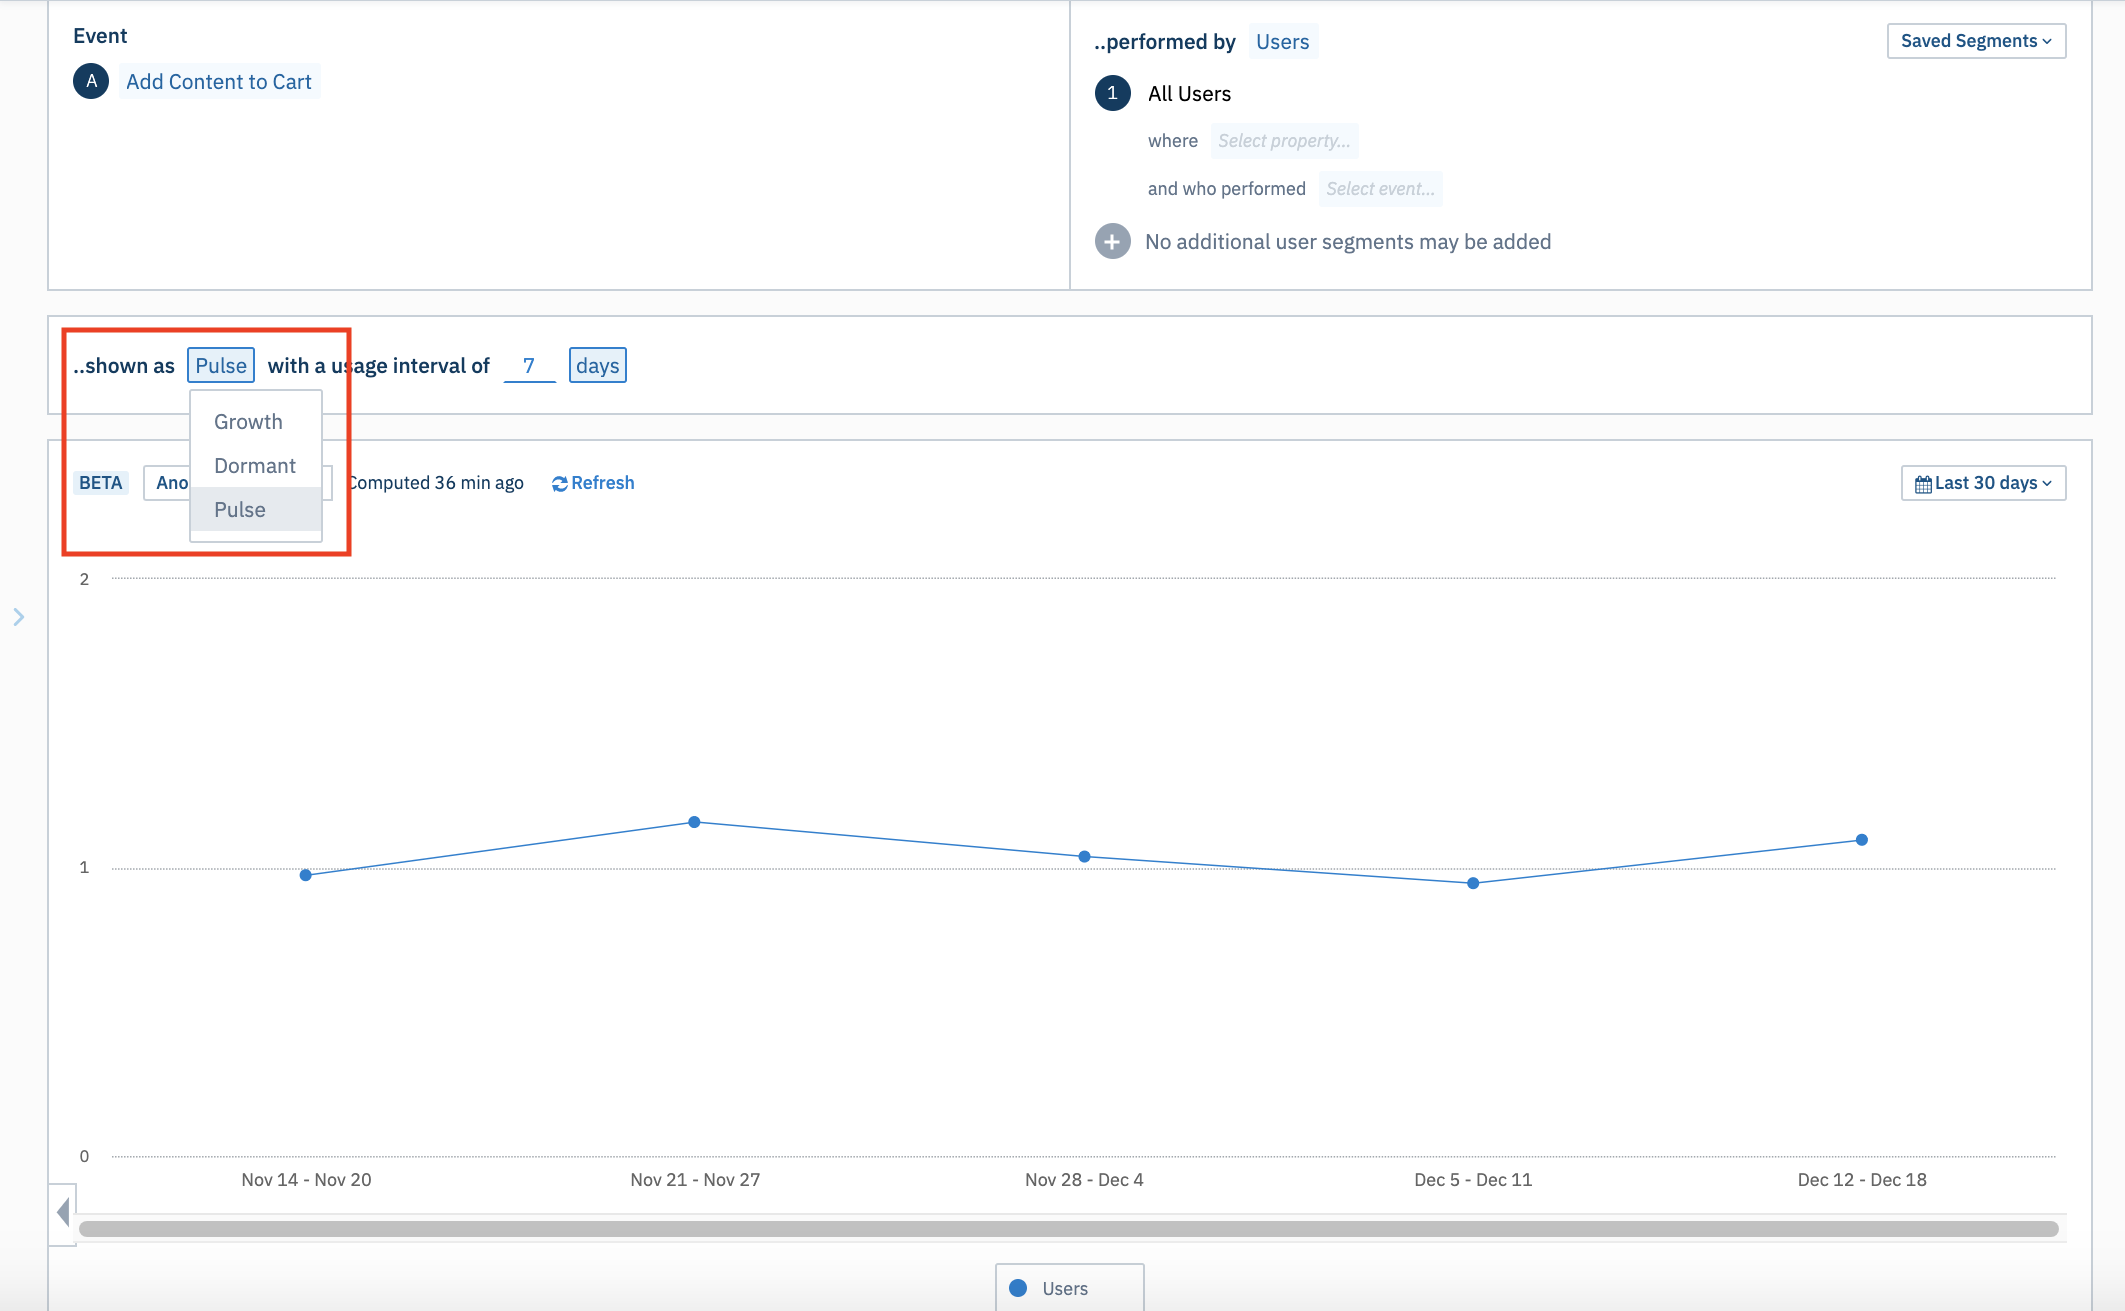 Event
A Add Content to Cart
..performed by Users
Saved Segments
1 All Users
where Select property...
and who performed Select event...
No additional user segments may be added
..shown as Pulse with a usage interval of 7 days
Growth
Dormant
Pulse
BETA Ano
Computed 36 min ago Refresh
Last 30 days
2
1
0
Nov 14 - Nov 20 Nov 21 - Nov 27 Nov 28 - Dec 4 Dec 5 - Dec 11 Dec 12 - Dec 18
Users